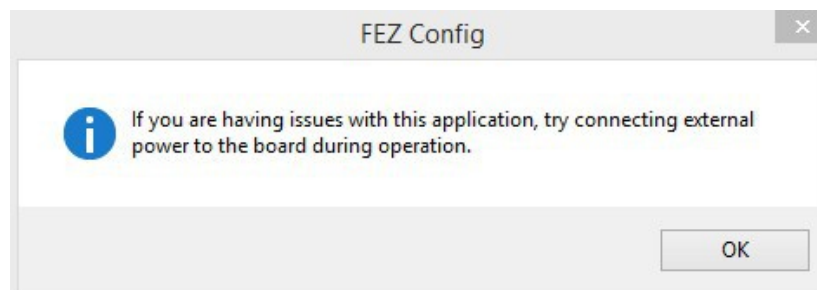 FEZ Config
If you are having issues with this application, try connecting external
power to the board during operation.
OK